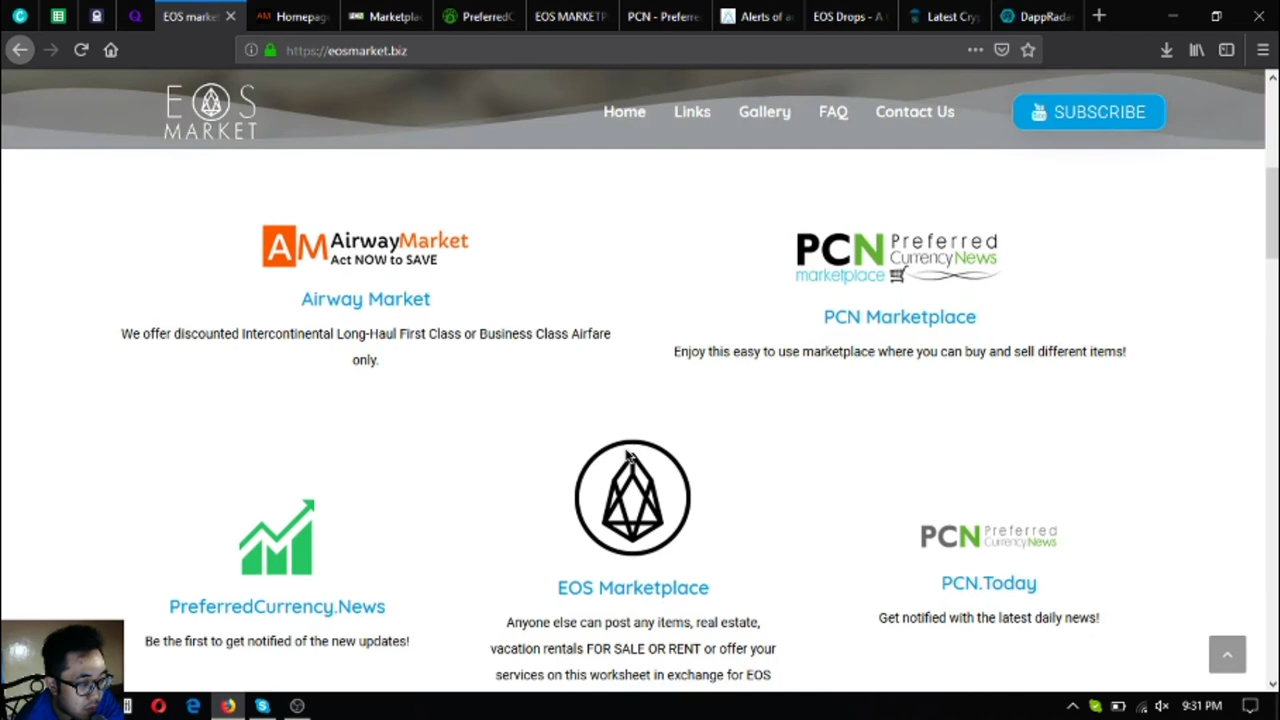 EOS market
Homepag
Marketplac
PreferredC
EOS MARKETP
PCN - Preferre
Alerts of a
EOS Drops - A
Latest Cryp
DappRada
https://eosmarket.biz
EOS
MARKET
Home
Links
Gallery
FAQ
Contact Us
SUBSCRIBE
AM AirwayMarket
Act NOW to SAVE
Airway Market
We offer discounted Intercontinental Long-Haul First Class or Business Class Airfare
only.
PCN Preferred
CurrencyNews
marketplace
PCN Marketplace
Enjoy this easy to use marketplace where you can buy and sell different items!
PreferredCurrency.News
Be the first to get notified of the new updates!
EOS Marketplace
Anyone else can post any items, real estate,
vacation rentals FOR SALE OR RENT or offer your
services on this worksheet in exchange for EOS
PCN Preferred
CurrencyNews
PCN.Today
Get notified with the latest daily news!
9:31 PM